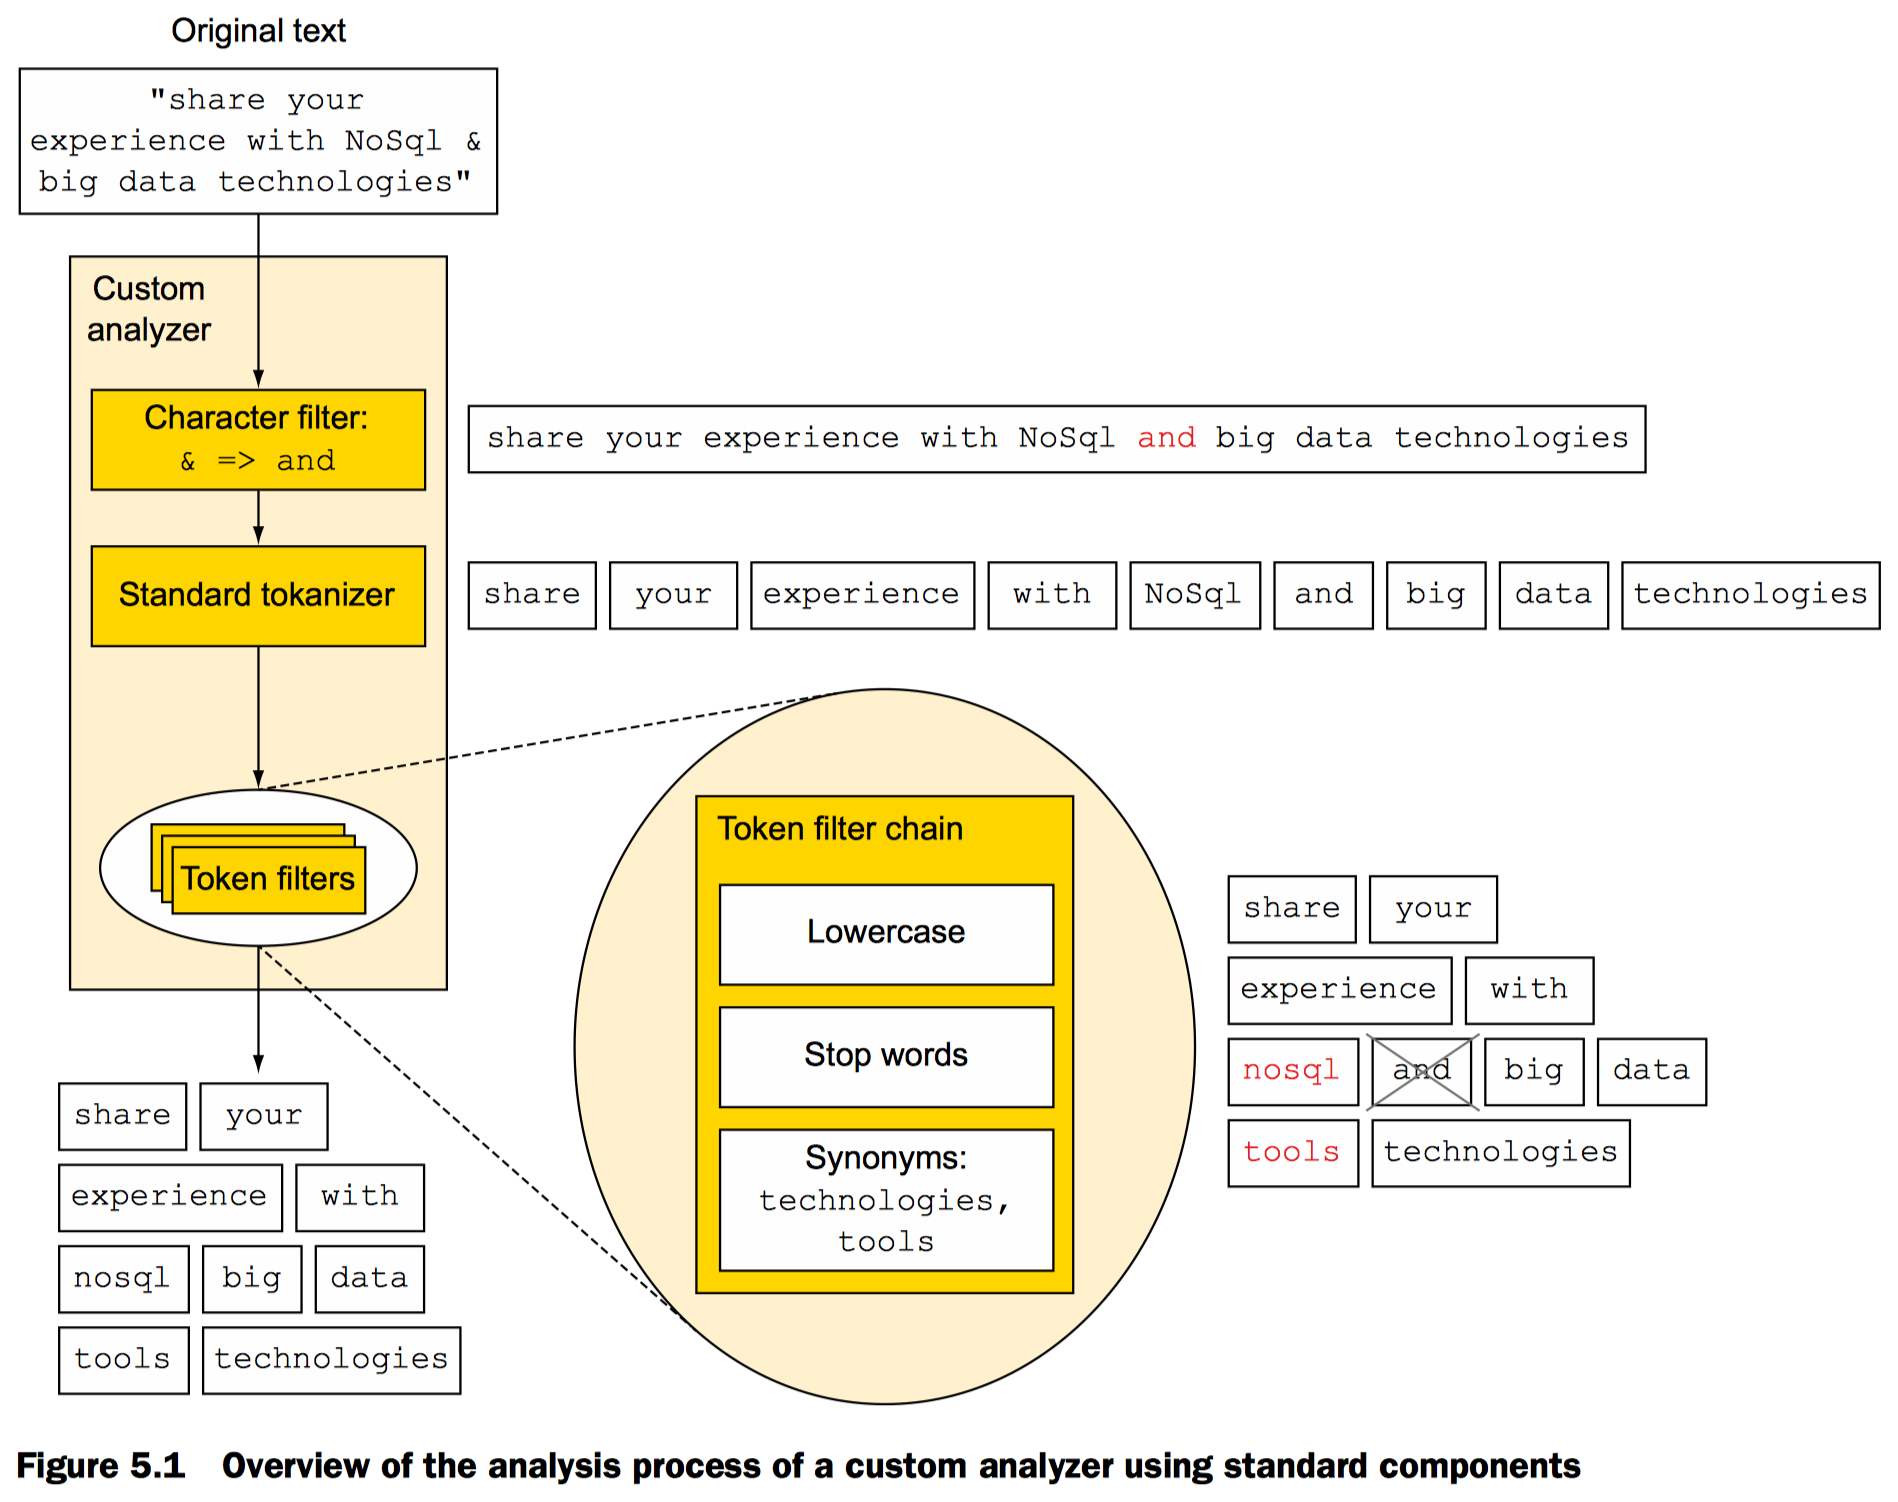 Original text
"share your
experience with NoSql &
big data technologies"
Custom
analyzer
Character filter:
& => and
share your experience with NoSql and big data technologies
Standard tokanizer
share your experience with NoSql and big data technologies
Token filters
Token filter chain
Lowercase
Stop words
Synonyms:
technologies,
tools
share your
experience with
nosql and big data
tools technologies
share your
experience with
nosql big data
tools technologies
Figure 5.1 Overview of the analysis process of a custom analyzer using standard components